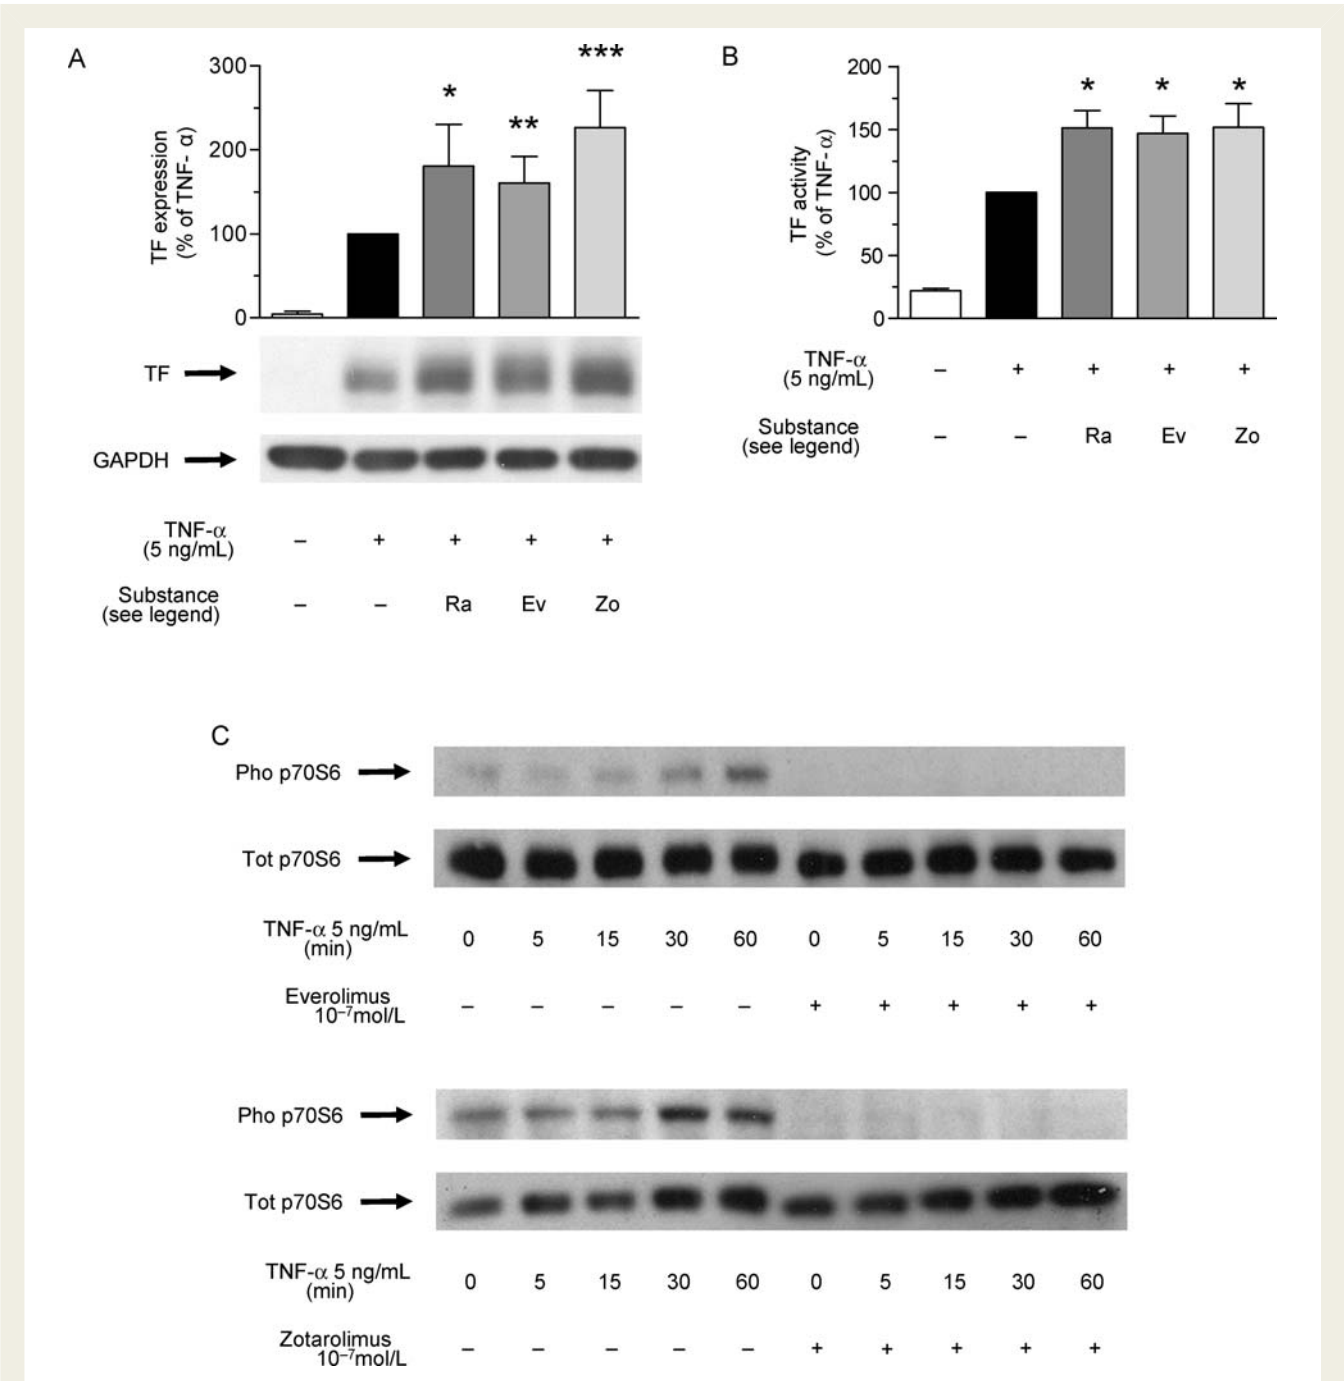 A
***
300
*
**
200
TF expression
(% of TNF- α)
100
0
TF
GAPDH
TNF-α
(5 ng/mL)
– + + + +
Substance
(see legend)
– – Ra Ev Zo
B
200
* * *
150
TF activity
(% of TNF- α)
100
50
0
TNF-α
(5 ng/mL)
– + + + +
Substance
(see legend)
– – Ra Ev Zo
C
Pho p70S6
Tot p70S6
TNF-α 5 ng/mL
(min)
0 5 15 30 60 0 5 15 30 60
Everolimus
10⁻⁷mol/L
– – – – – + + + + +
Pho p70S6
Tot p70S6
TNF-α 5 ng/mL
(min)
0 5 15 30 60 0 5 15 30 60
Zotarolimus
10⁻⁷mol/L
– – – – – + + + + +